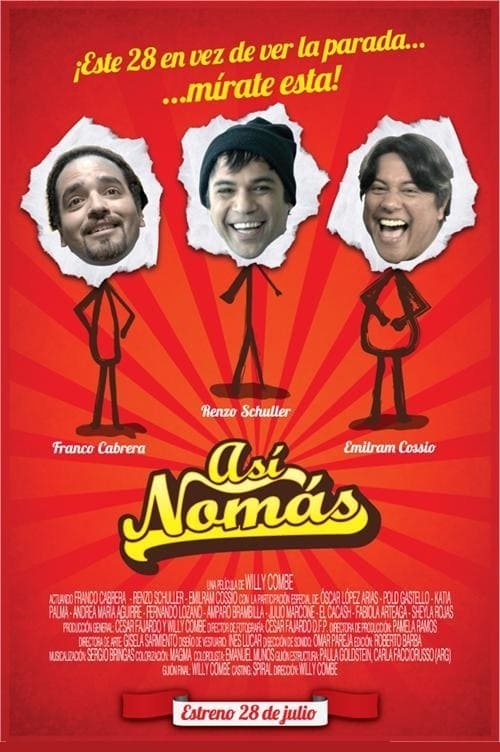 ¡Este 28 en vez de ver la parada...
...mírate esta!
Renzo Schuller
Franco Cabrera
Emilram Cossio
Así
Nomás
UNA PELÍCULA DE WILLY COMBE
ACTUANDO FRANCO CABRERA - RENZO SCHULLER - EMILRAM COSSIO CON LA PARTICIPACIÓN ESPECIAL DE: ÓSCAR LÓPEZ ARIAS - POLO GASTELLO - KATIA
PALMA - ANDREA MARIA AGUIRRE - FERNANDO LOZANO - AMPARO BRAMBILLA - JULIO MARCONE - EL CACASH - FABIOLA ARTEAGA - SHEYLA ROJAS
PRODUCCIÓN GENERAL: CÉSAR FAJARDO Y WILLY COMBE DIRECTOR DE FOTOGRAFÍA: CÉSAR FAJARDO D.F.P. DIRECTORA DE PRODUCCIÓN: PAMELA RAMOS
DIRECTORA DE ARTE: GISELA SARMIENTO DISEÑO DE VESTUARIO: INÉS LUCAR DIRECCIÓN DE SONIDO: OMAR PAREJA EDICIÓN: ROBERTO BARBA
MUSICALIZACIÓN: SERGIO BRINGAS COLORIZACIÓN: MAGMA COLORISTA: EMANUEL MUNOS GUIÓN ESTRUCTURA: PAULA GOLDSTEIN, CARLA FACCIORUSSO (ARG)
GUIÓN FINAL: WILLY COMBE CASTING: SPIRAL DIRECCIÓN: WILLY COMBE
Estreno 28 de julio